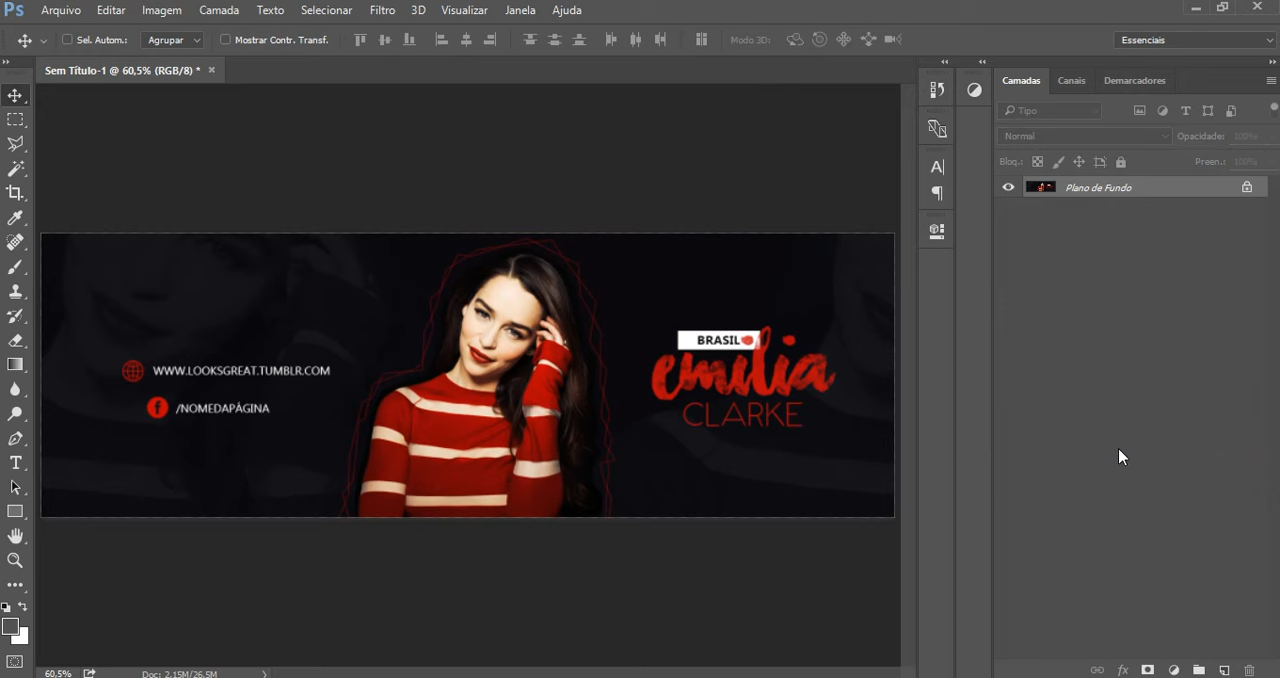 Ps Arquivo Editar Imagem Camada Texto Selecionar Filtro 3D Visualizar Janela Ajuda
Sel. Autom.: Agrupar Mostrar Contr. Transf. Modo 3D: Essenciais
Sem Título-1 @ 60,5% (RGB/8) *
Camadas Canais Demarcadores
Tipo
Normal Opacidade: 100%
Bloq.: Preen.: 100%
Plano de Fundo
WWW.LOOKSGREAT.TUMBLR.COM
/NOMEDAPÁGINA
BRASIL
emilia
CLARKE
60,5% Doc: 2,15M/26,5M